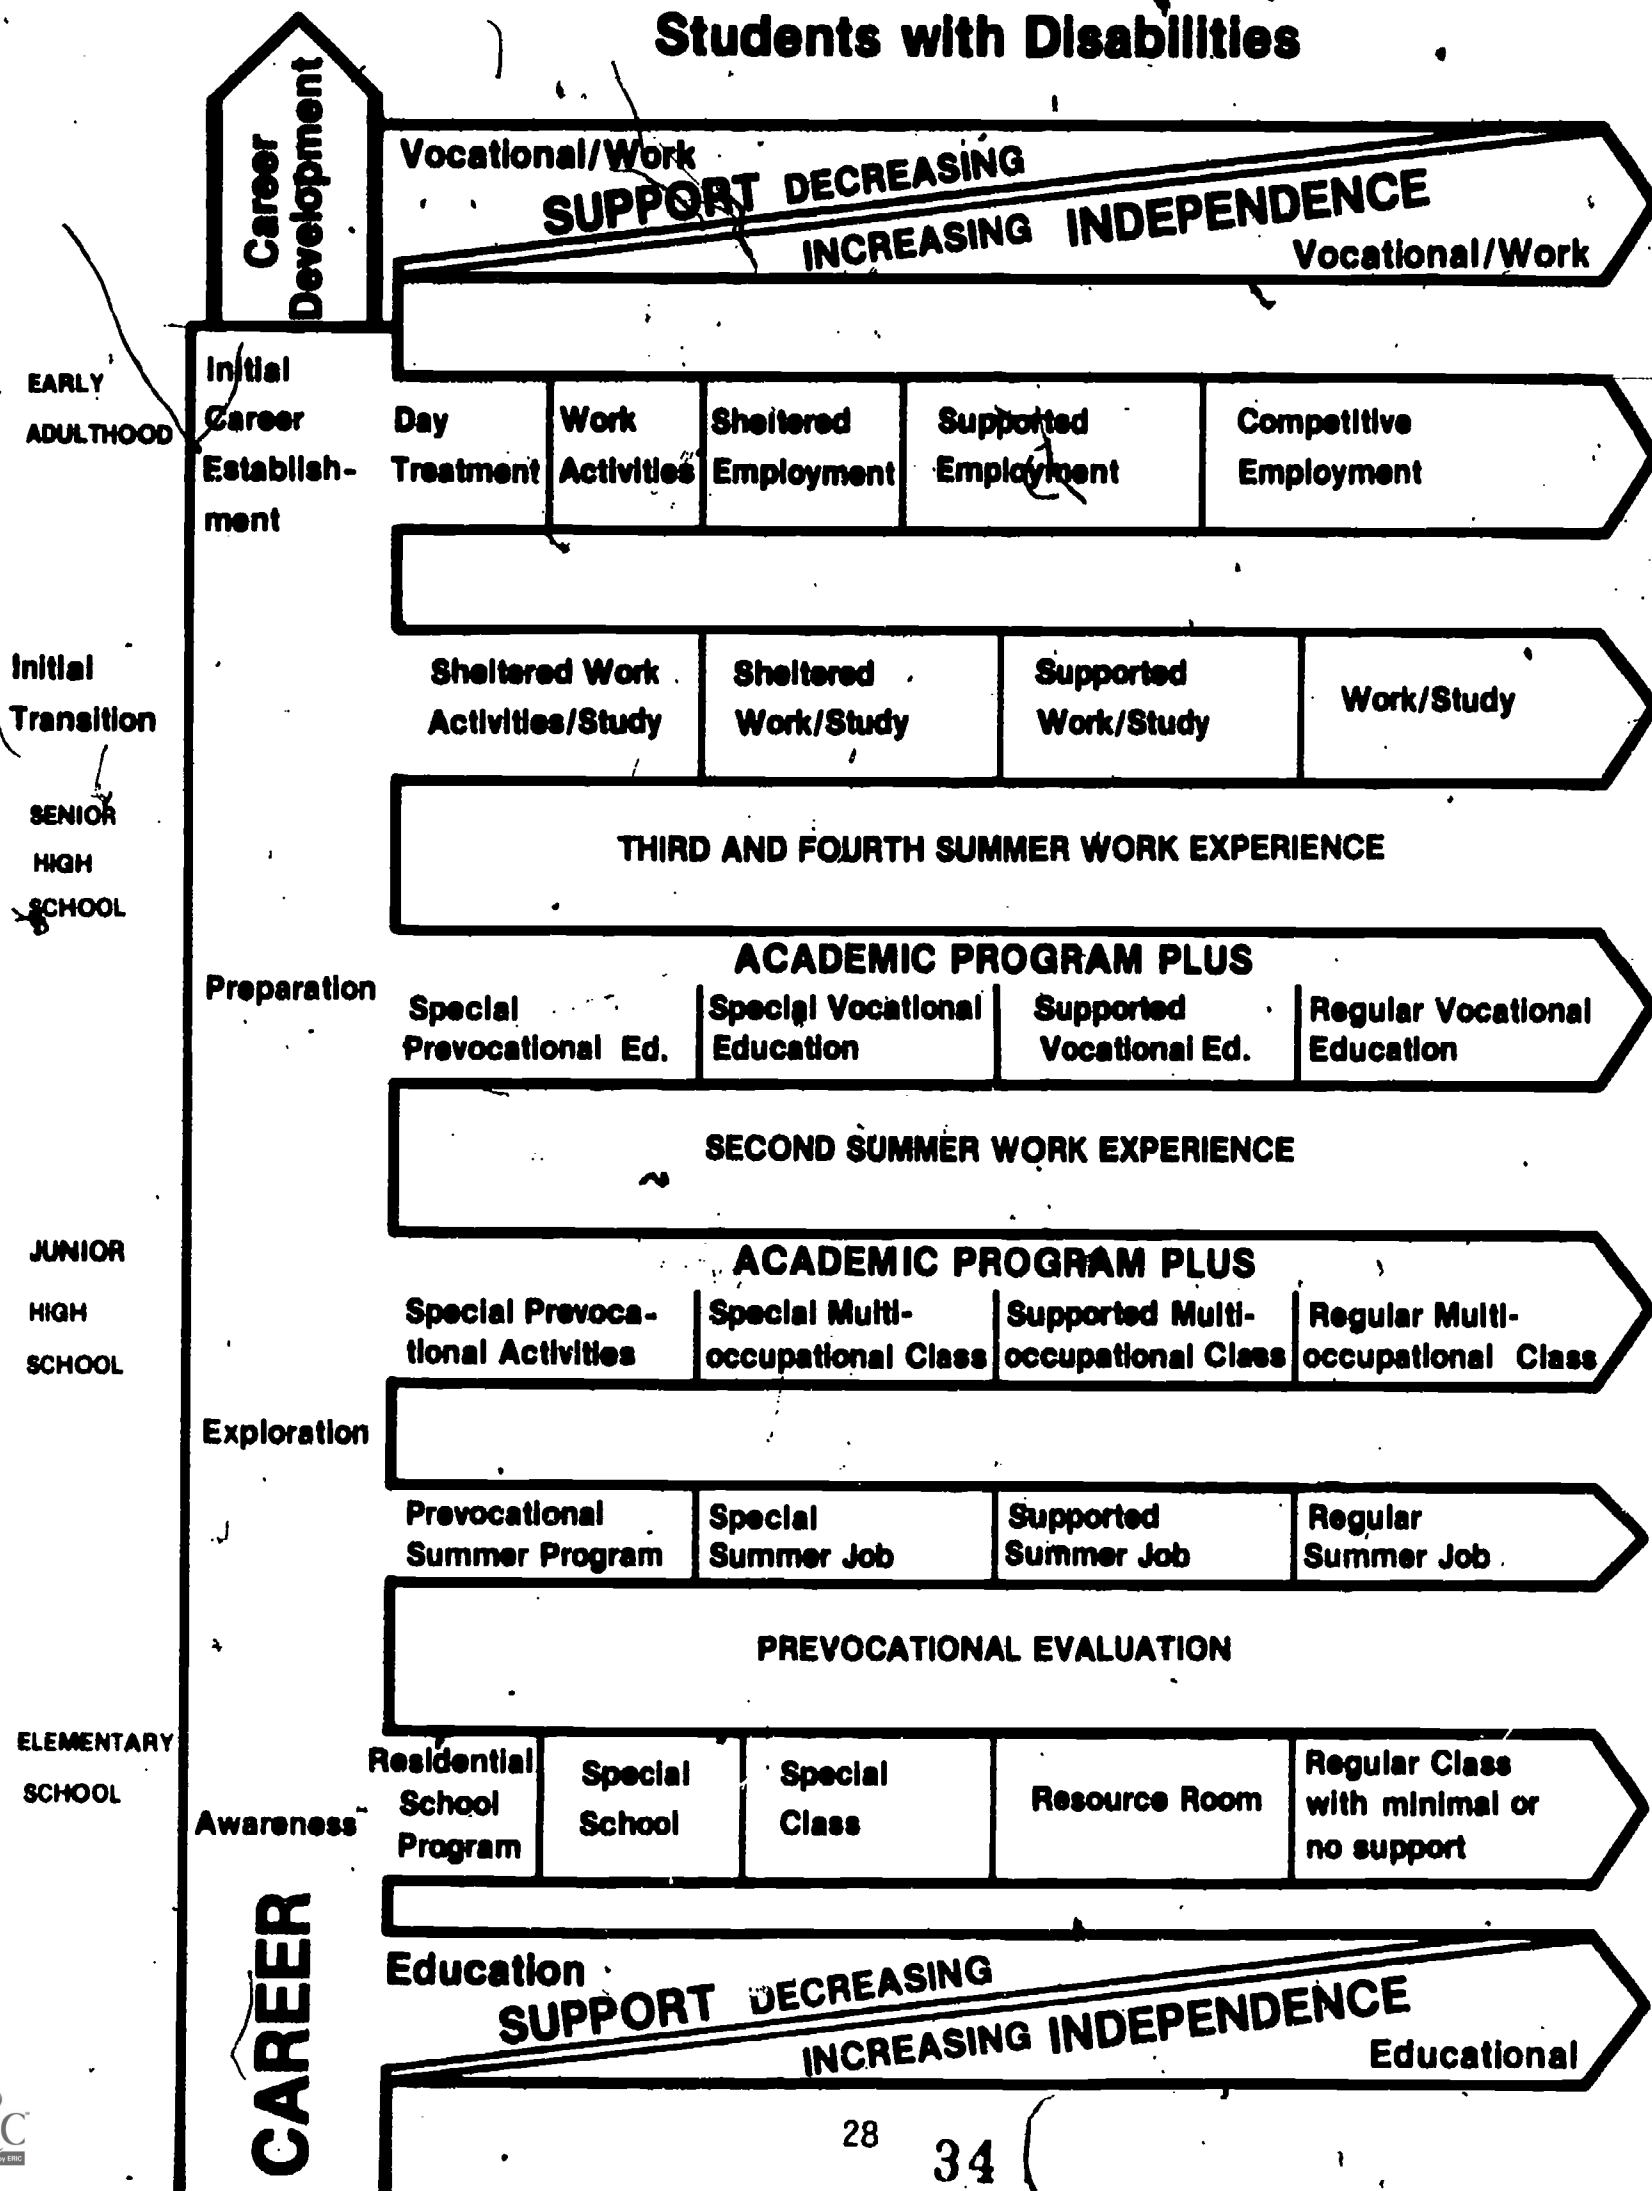 Students with Disabilities
Career
Development
Vocational/Work
SUPPORT DECREASING
INCREASING INDEPENDENCE
Vocational/Work
EARLY
ADULTHOOD
Initial
Career
Establish-
ment
Day
Treatment
Work
Activities
Sheltered
Employment
Supported
Employment
Competitive
Employment
Initial
Transition
Sheltered Work
Activities/Study
Sheltered
Work/Study
Supported
Work/Study
Work/Study
SENIOR
HIGH
SCHOOL
THIRD AND FOURTH SUMMER WORK EXPERIENCE
Preparation
ACADEMIC PROGRAM PLUS
Special
Prevocational Ed.
Special Vocational
Education
Supported
Vocational Ed.
Regular Vocational
Education
SECOND SUMMER WORK EXPERIENCE
JUNIOR
HIGH
SCHOOL
ACADEMIC PROGRAM PLUS
Special Prevoca-
tional Activities
Special Multi-
occupational Class
Supported Multi-
occupational Class
Regular Multi-
occupational Class
Exploration
Prevocational
Summer Program
Special
Summer Job
Supported
Summer Job
Regular
Summer Job
PREVOCATIONAL EVALUATION
ELEMENTARY
SCHOOL
Awareness
Residential
School
Program
Special
School
Special
Class
Resource Room
Regular Class
with minimal or
no support
CAREER
Education
SUPPORT DECREASING
INCREASING INDEPENDENCE
Educational
28
34